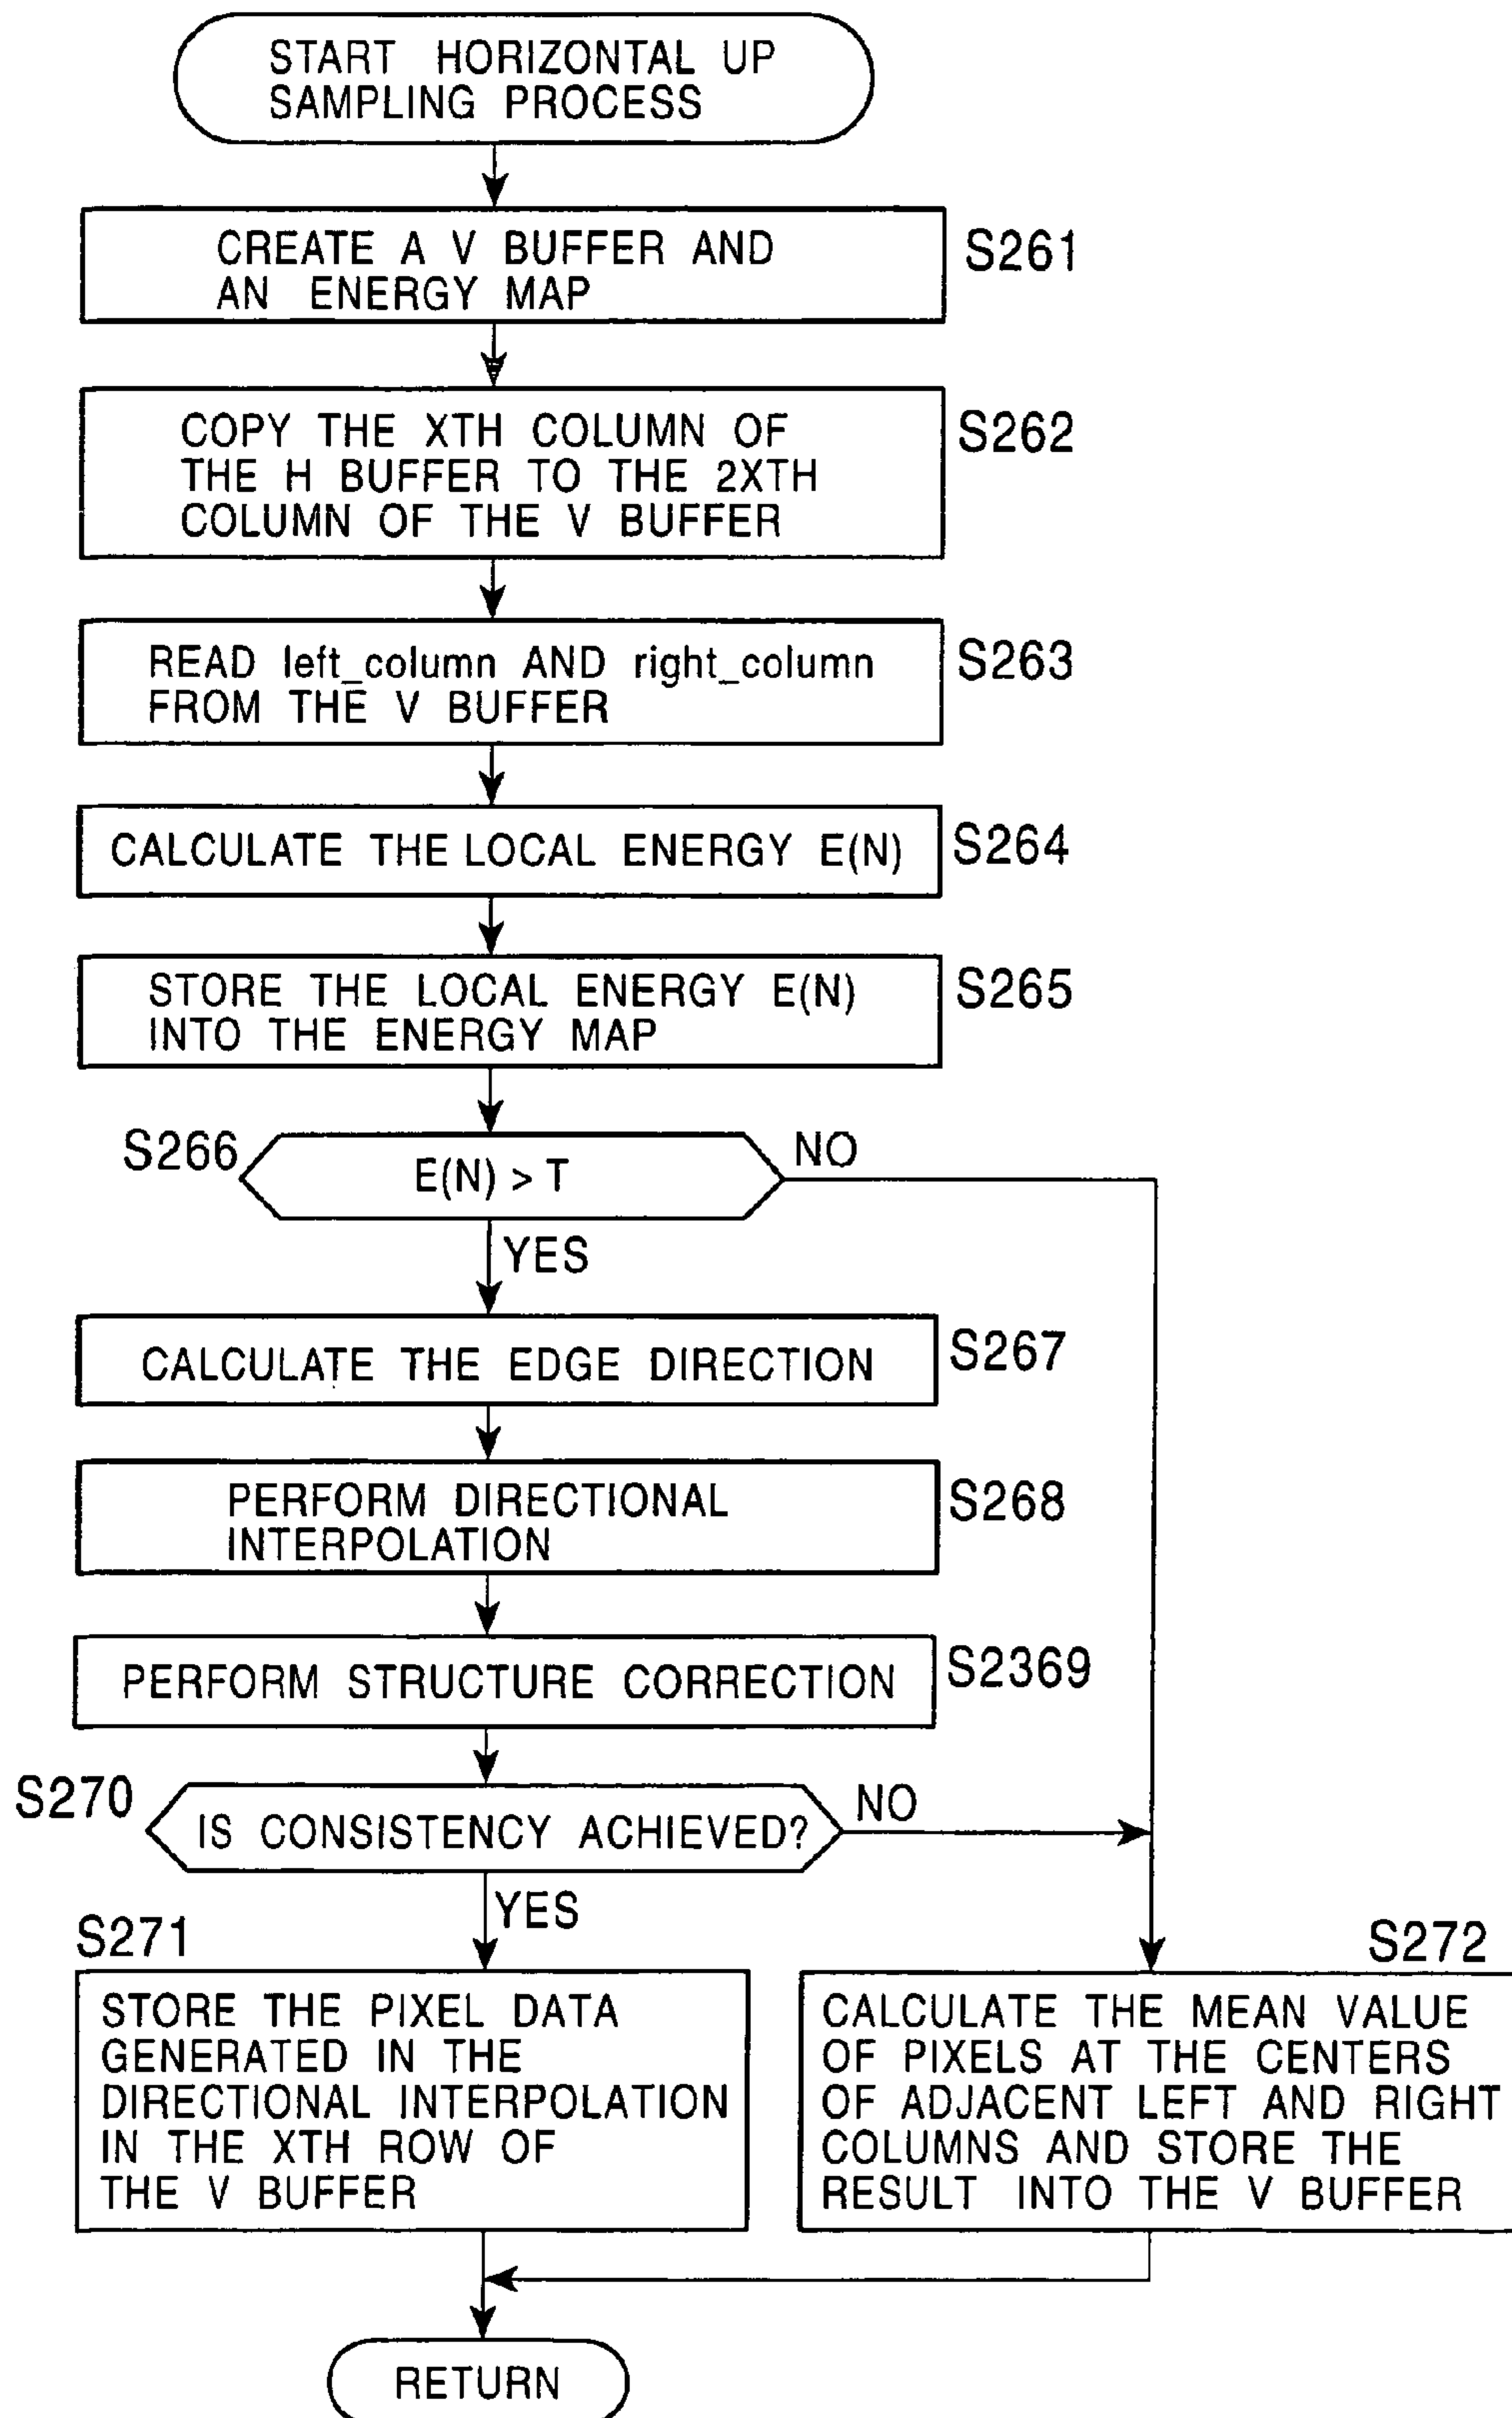 START HORIZONTAL UP
SAMPLING PROCESS
CREATE A V BUFFER AND
AN ENERGY MAP
S261
COPY THE XTH COLUMN OF
THE H BUFFER TO THE 2XTH
COLUMN OF THE V BUFFER
S262
READ left_column AND right_column
FROM THE V BUFFER
S263
CALCULATE THE LOCAL ENERGY E(N)
S264
STORE THE LOCAL ENERGY E(N)
INTO THE ENERGY MAP
S265
S266
E(N) > T
NO
YES
CALCULATE THE EDGE DIRECTION
S267
PERFORM DIRECTIONAL
INTERPOLATION
S268
PERFORM STRUCTURE CORRECTION
S2369
S270
IS CONSISTENCY ACHIEVED?
NO
YES
S271
STORE THE PIXEL DATA
GENERATED IN THE
DIRECTIONAL INTERPOLATION
IN THE XTH ROW OF
THE V BUFFER
S272
CALCULATE THE MEAN VALUE
OF PIXELS AT THE CENTERS
OF ADJACENT LEFT AND RIGHT
COLUMNS AND STORE THE
RESULT INTO THE V BUFFER
RETURN